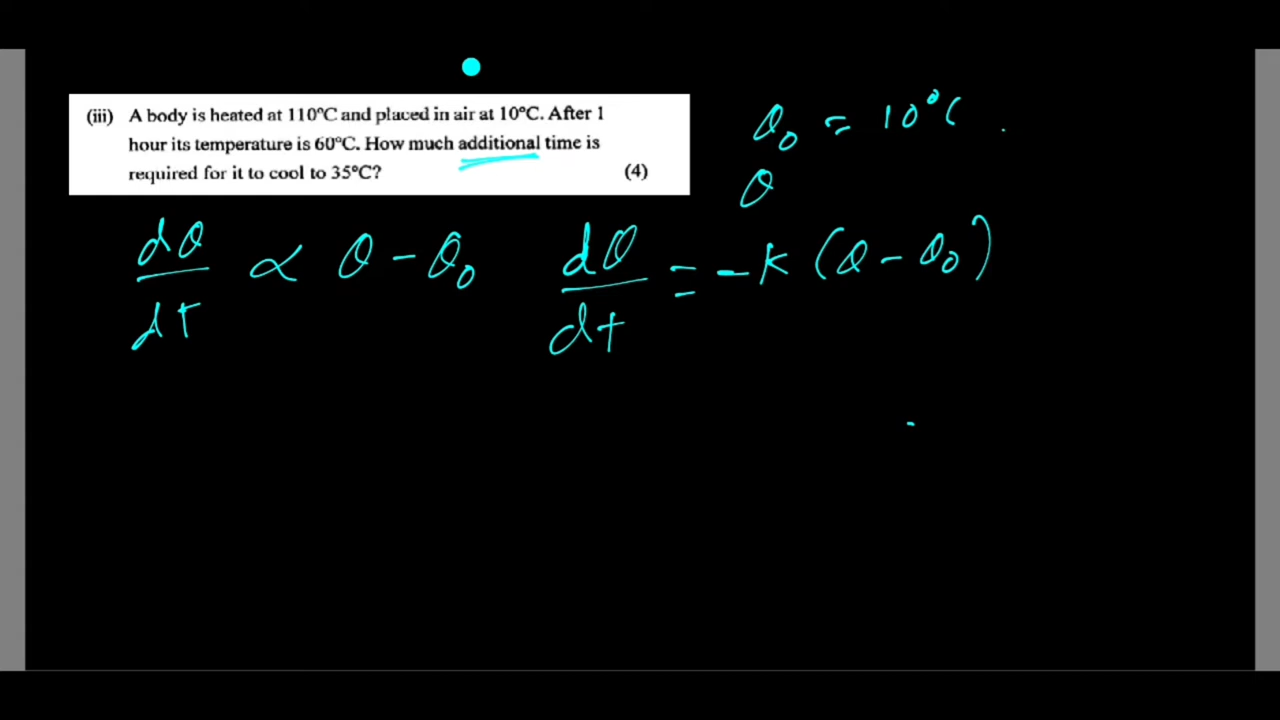 (iii) A body is heated at 110°C and placed in air at 10°C. After 1
hour its temperature is 60°C. How much additional time is
required for it to cool to 35°C? (4)
θ₀ = 10°C
θ
dθ/dt ∝ θ - θ₀ dθ/dt = -k (θ - θ₀)